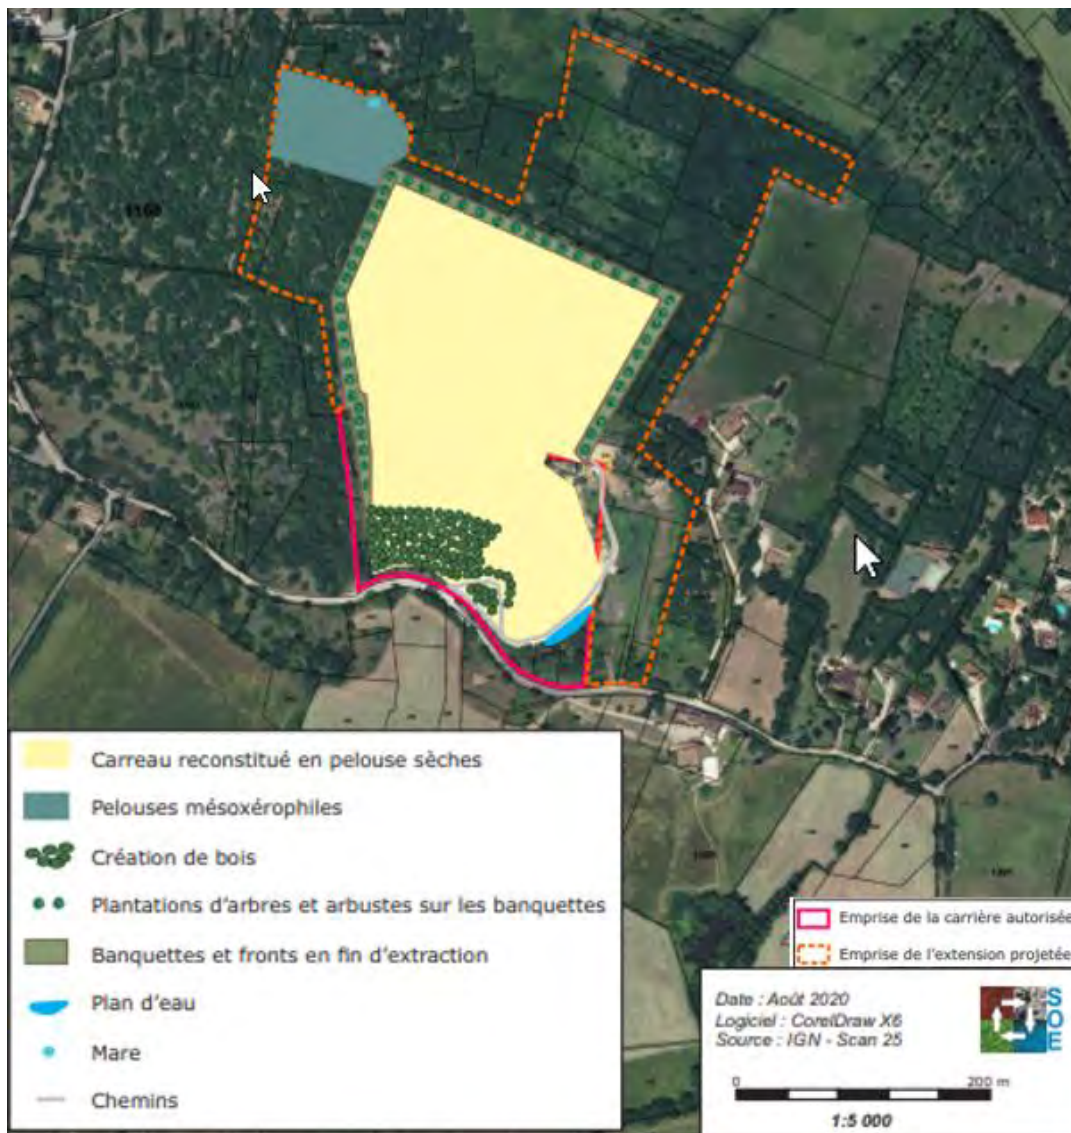 1168
Carreau reconstitué en pelouse sèches
Pelouses mésoxérophiles
Création de bois
Plantations d'arbres et arbustes sur les banquettes
Banquettes et fronts en fin d'extraction
Plan d'eau
Mare
Chemins
Emprise de la carrière autorisée
Emprise de l'extension projetée
Date : Août 2020
Logiciel : CorelDraw X6
Source : IGN - Scan 25
SOE
0 200 m
1:5 000